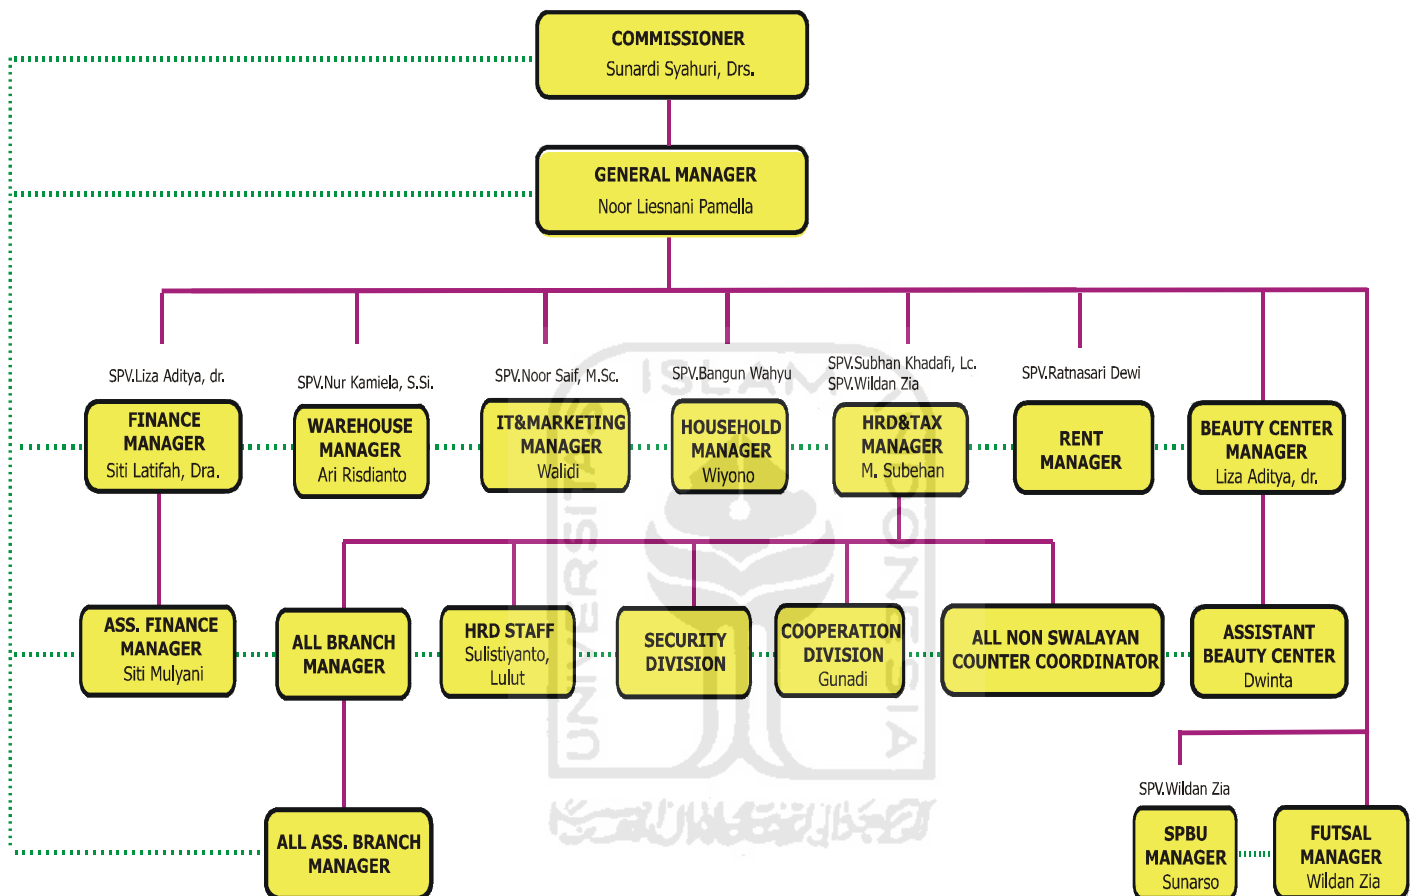 COMMISSIONER
Sunardi Syahuri, Drs.
GENERAL MANAGER
Noor Liesnani Pamella
SPV.Liza Aditya, dr.
FINANCE
MANAGER
Siti Latifah, Dra.
SPV.Nur Kamiela, S.Si.
WAREHOUSE
MANAGER
Ari Risdianto
SPV.Noor Saif, M.Sc.
IT&MARKETING
MANAGER
Walidi
SPV.Bangun Wahyu
HOUSEHOLD
MANAGER
Wiyono
SPV.Subhan Khadafi, Lc.
SPV.Wildan Zia
HRD&TAX
MANAGER
M. Subehan
SPV.Ratnasari Dewi
RENT
MANAGER
BEAUTY CENTER
MANAGER
Liza Aditya, dr.
ASS. FINANCE
MANAGER
Siti Mulyani
ALL BRANCH
MANAGER
HRD STAFF
Sulistiyanto,
Lulut
SECURITY
DIVISION
COOPERATION
DIVISION
Gunadi
ALL NON SWALAYAN
COUNTER COORDINATOR
ASSISTANT
BEAUTY CENTER
Dwinta
ALL ASS. BRANCH
MANAGER
SPV.Wildan Zia
SPBU
MANAGER
Sunarso
FUTSAL
MANAGER
Wildan Zia
UNIVERSITAS
ISLAM
INDONESIA